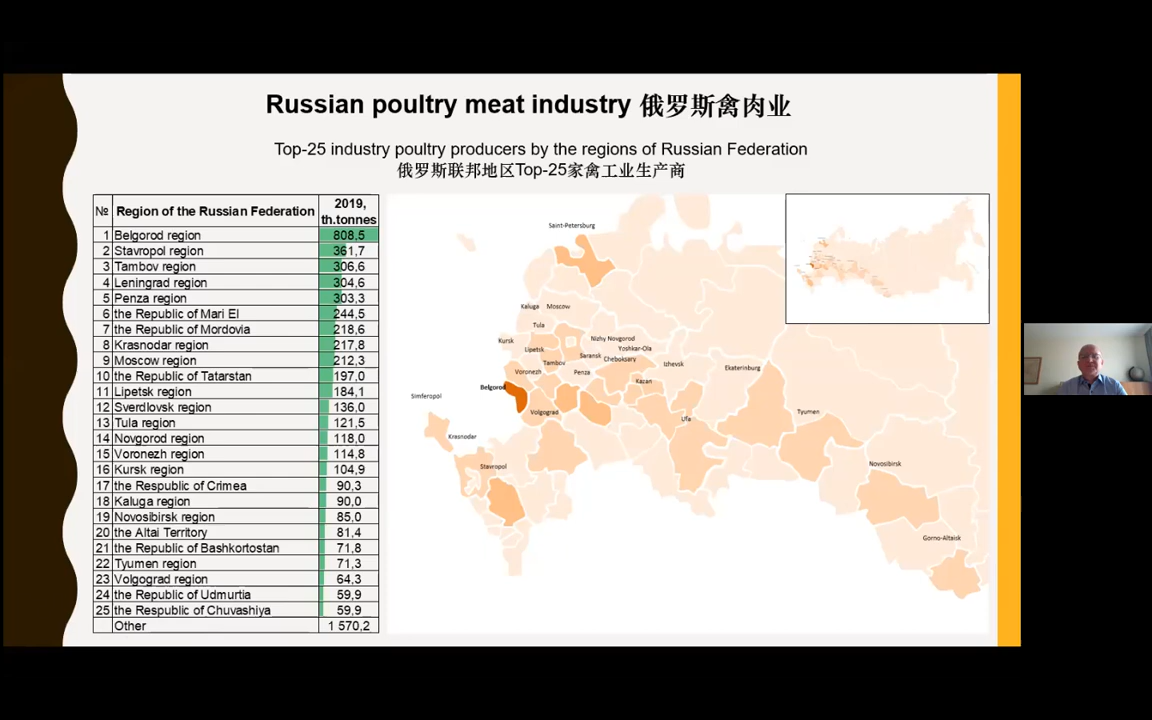 Russian poultry meat industry 俄罗斯禽肉业
Top-25 industry poultry producers by the regions of Russian Federation
俄罗斯联邦地区Top-25家禽工业生产商
№ Region of the Russian Federation 2019, th.tonnes
1 Belgorod region 808,5
2 Stavropol region 361,7
3 Tambov region 306,6
4 Leningrad region 304,6
5 Penza region 303,3
6 the Republic of Mari El 244,5
7 the Republic of Mordovia 218,6
8 Krasnodar region 217,8
9 Moscow region 212,3
10 the Republic of Tatarstan 197,0
11 Lipetsk region 184,1
12 Sverdlovsk region 136,0
13 Tula region 121,5
14 Novgorod region 118,0
15 Voronezh region 114,8
16 Kursk region 104,9
17 the Respublic of Crimea 90,3
18 Kaluga region 90,0
19 Novosibirsk region 85,0
20 the Altai Territory 81,4
21 the Republic of Bashkortostan 71,8
22 Tyumen region 71,3
23 Volgograd region 64,3
24 the Republic of Udmurtia 59,9
25 the Respublic of Chuvashiya 59,9
Other 1 570,2
Saint-Petersburg
Kaluga Moscow
Tula
Kursk
Nizhy Novgorod
Lipetsk
Yoshkar-Ola
Saransk
Cheboksary
Tambov
Izhevsk
Voronezh
Penza
Ekaterinburg
Kazan
Belgorod
Simferopol
Volgograd
Tyumen
Ufa
Krasnodar
Stavropol
Novosibirsk
Gorno-Altaisk